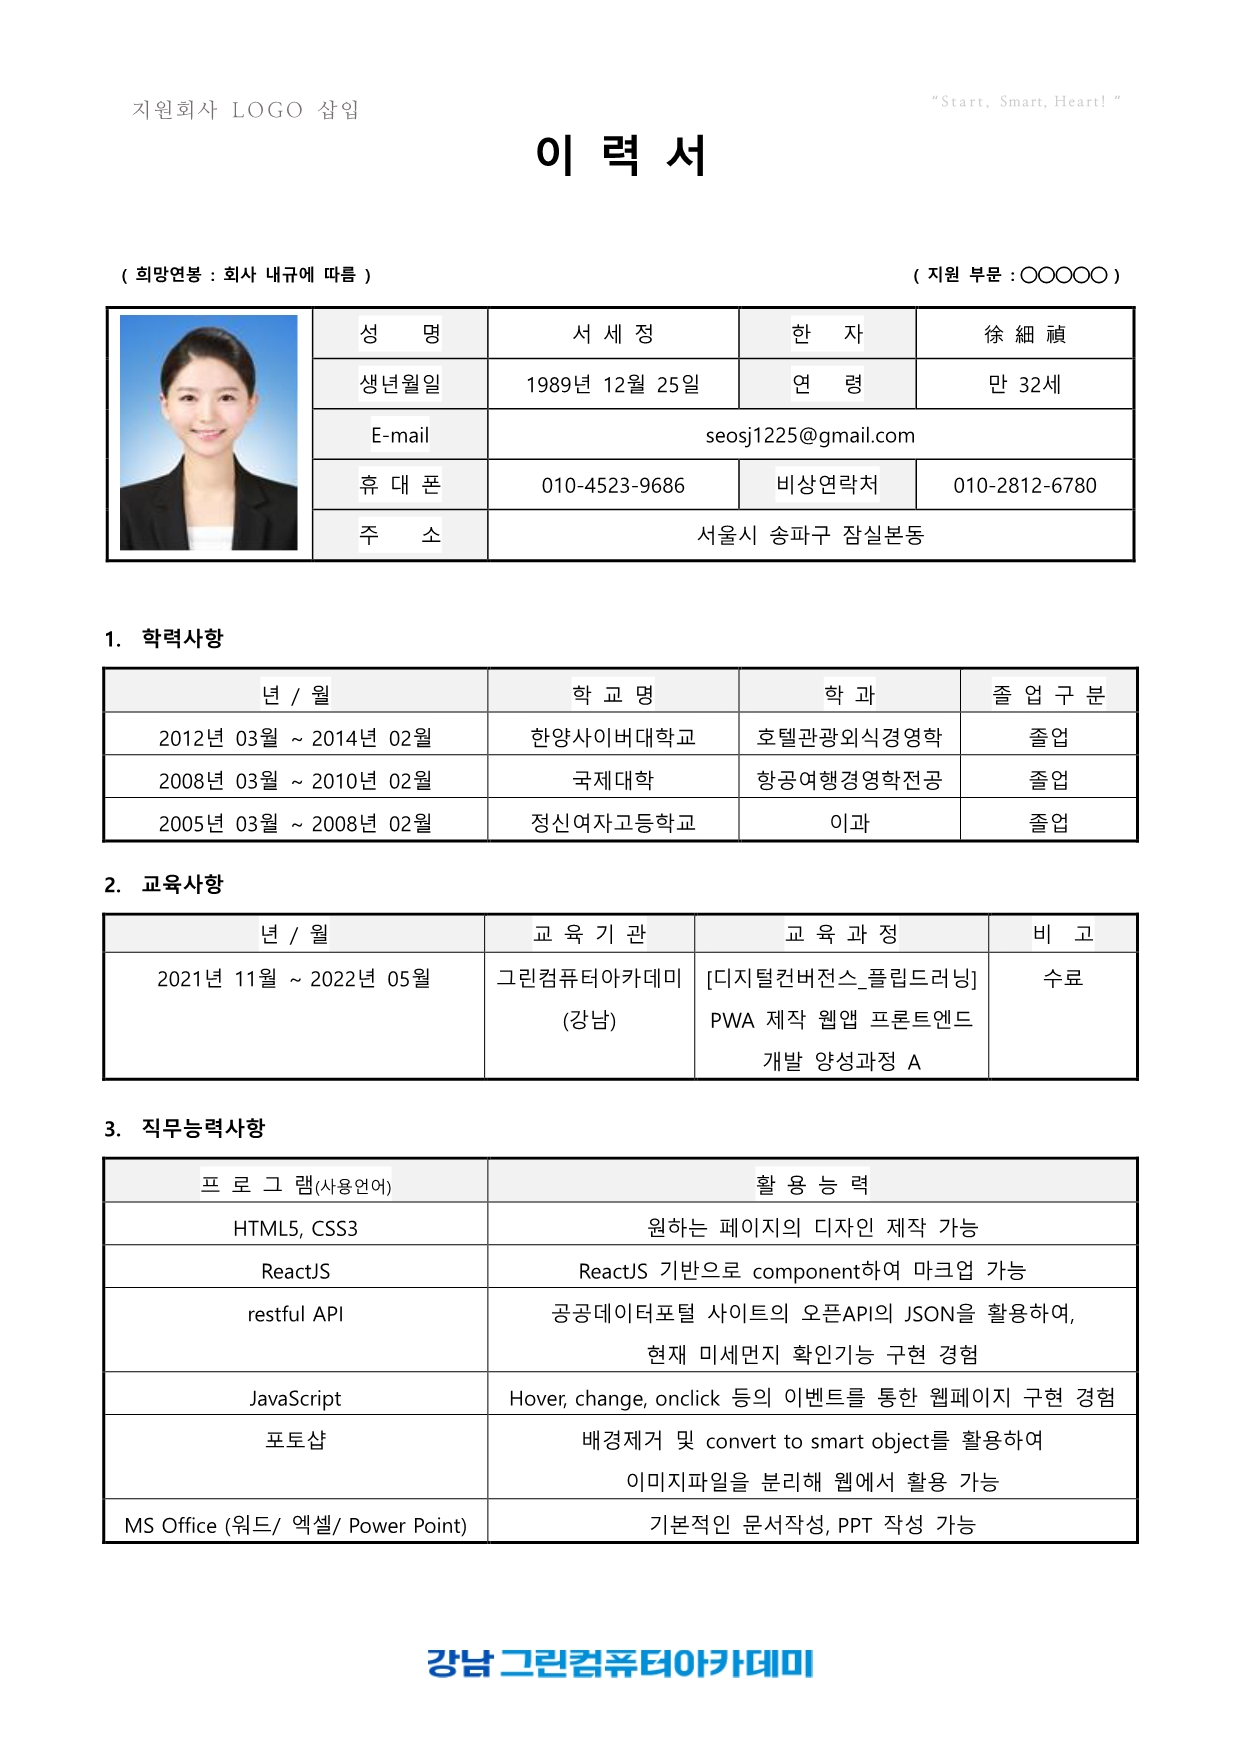 지원회사 LOGO 삽입
“Start, Smart, Heart! ”
이 력 서
( 희망연봉 : 회사 내규에 따름 )
( 지원 부문 : ○○○○○ )
성 명 서 세 정 한 자 徐 細 禎
생년월일 1989년 12월 25일 연 령 만 32세
E-mail seosj1225@gmail.com
휴 대 폰 010-4523-9686 비상연락처 010-2812-6780
주 소 서울시 송파구 잠실본동
1. 학력사항
년 / 월 학 교 명 학 과 졸 업 구 분
2012년 03월 ~ 2014년 02월 한양사이버대학교 호텔관광외식경영학 졸업
2008년 03월 ~ 2010년 02월 국제대학 항공여행경영학전공 졸업
2005년 03월 ~ 2008년 02월 정신여자고등학교 이과 졸업
2. 교육사항
년 / 월 교 육 기 관 교 육 과 정 비 고
2021년 11월 ~ 2022년 05월 그린컴퓨터아카데미 [디지털컨버전스_플립드러닝] 수료
(강남) PWA 제작 웹앱 프론트엔드
개발 양성과정 A
3. 직무능력사항
프 로 그 램(사용언어) 활 용 능 력
HTML5, CSS3 원하는 페이지의 디자인 제작 가능
ReactJS ReactJS 기반으로 component하여 마크업 가능
restful API 공공데이터포털 사이트의 오픈API의 JSON을 활용하여,
현재 미세먼지 확인기능 구현 경험
JavaScript Hover, change, onclick 등의 이벤트를 통한 웹페이지 구현 경험
포토샵 배경제거 및 convert to smart object를 활용하여
이미지파일을 분리해 웹에서 활용 가능
MS Office (워드/ 엑셀/ Power Point) 기본적인 문서작성, PPT 작성 가능
강남 그린컴퓨터아카데미